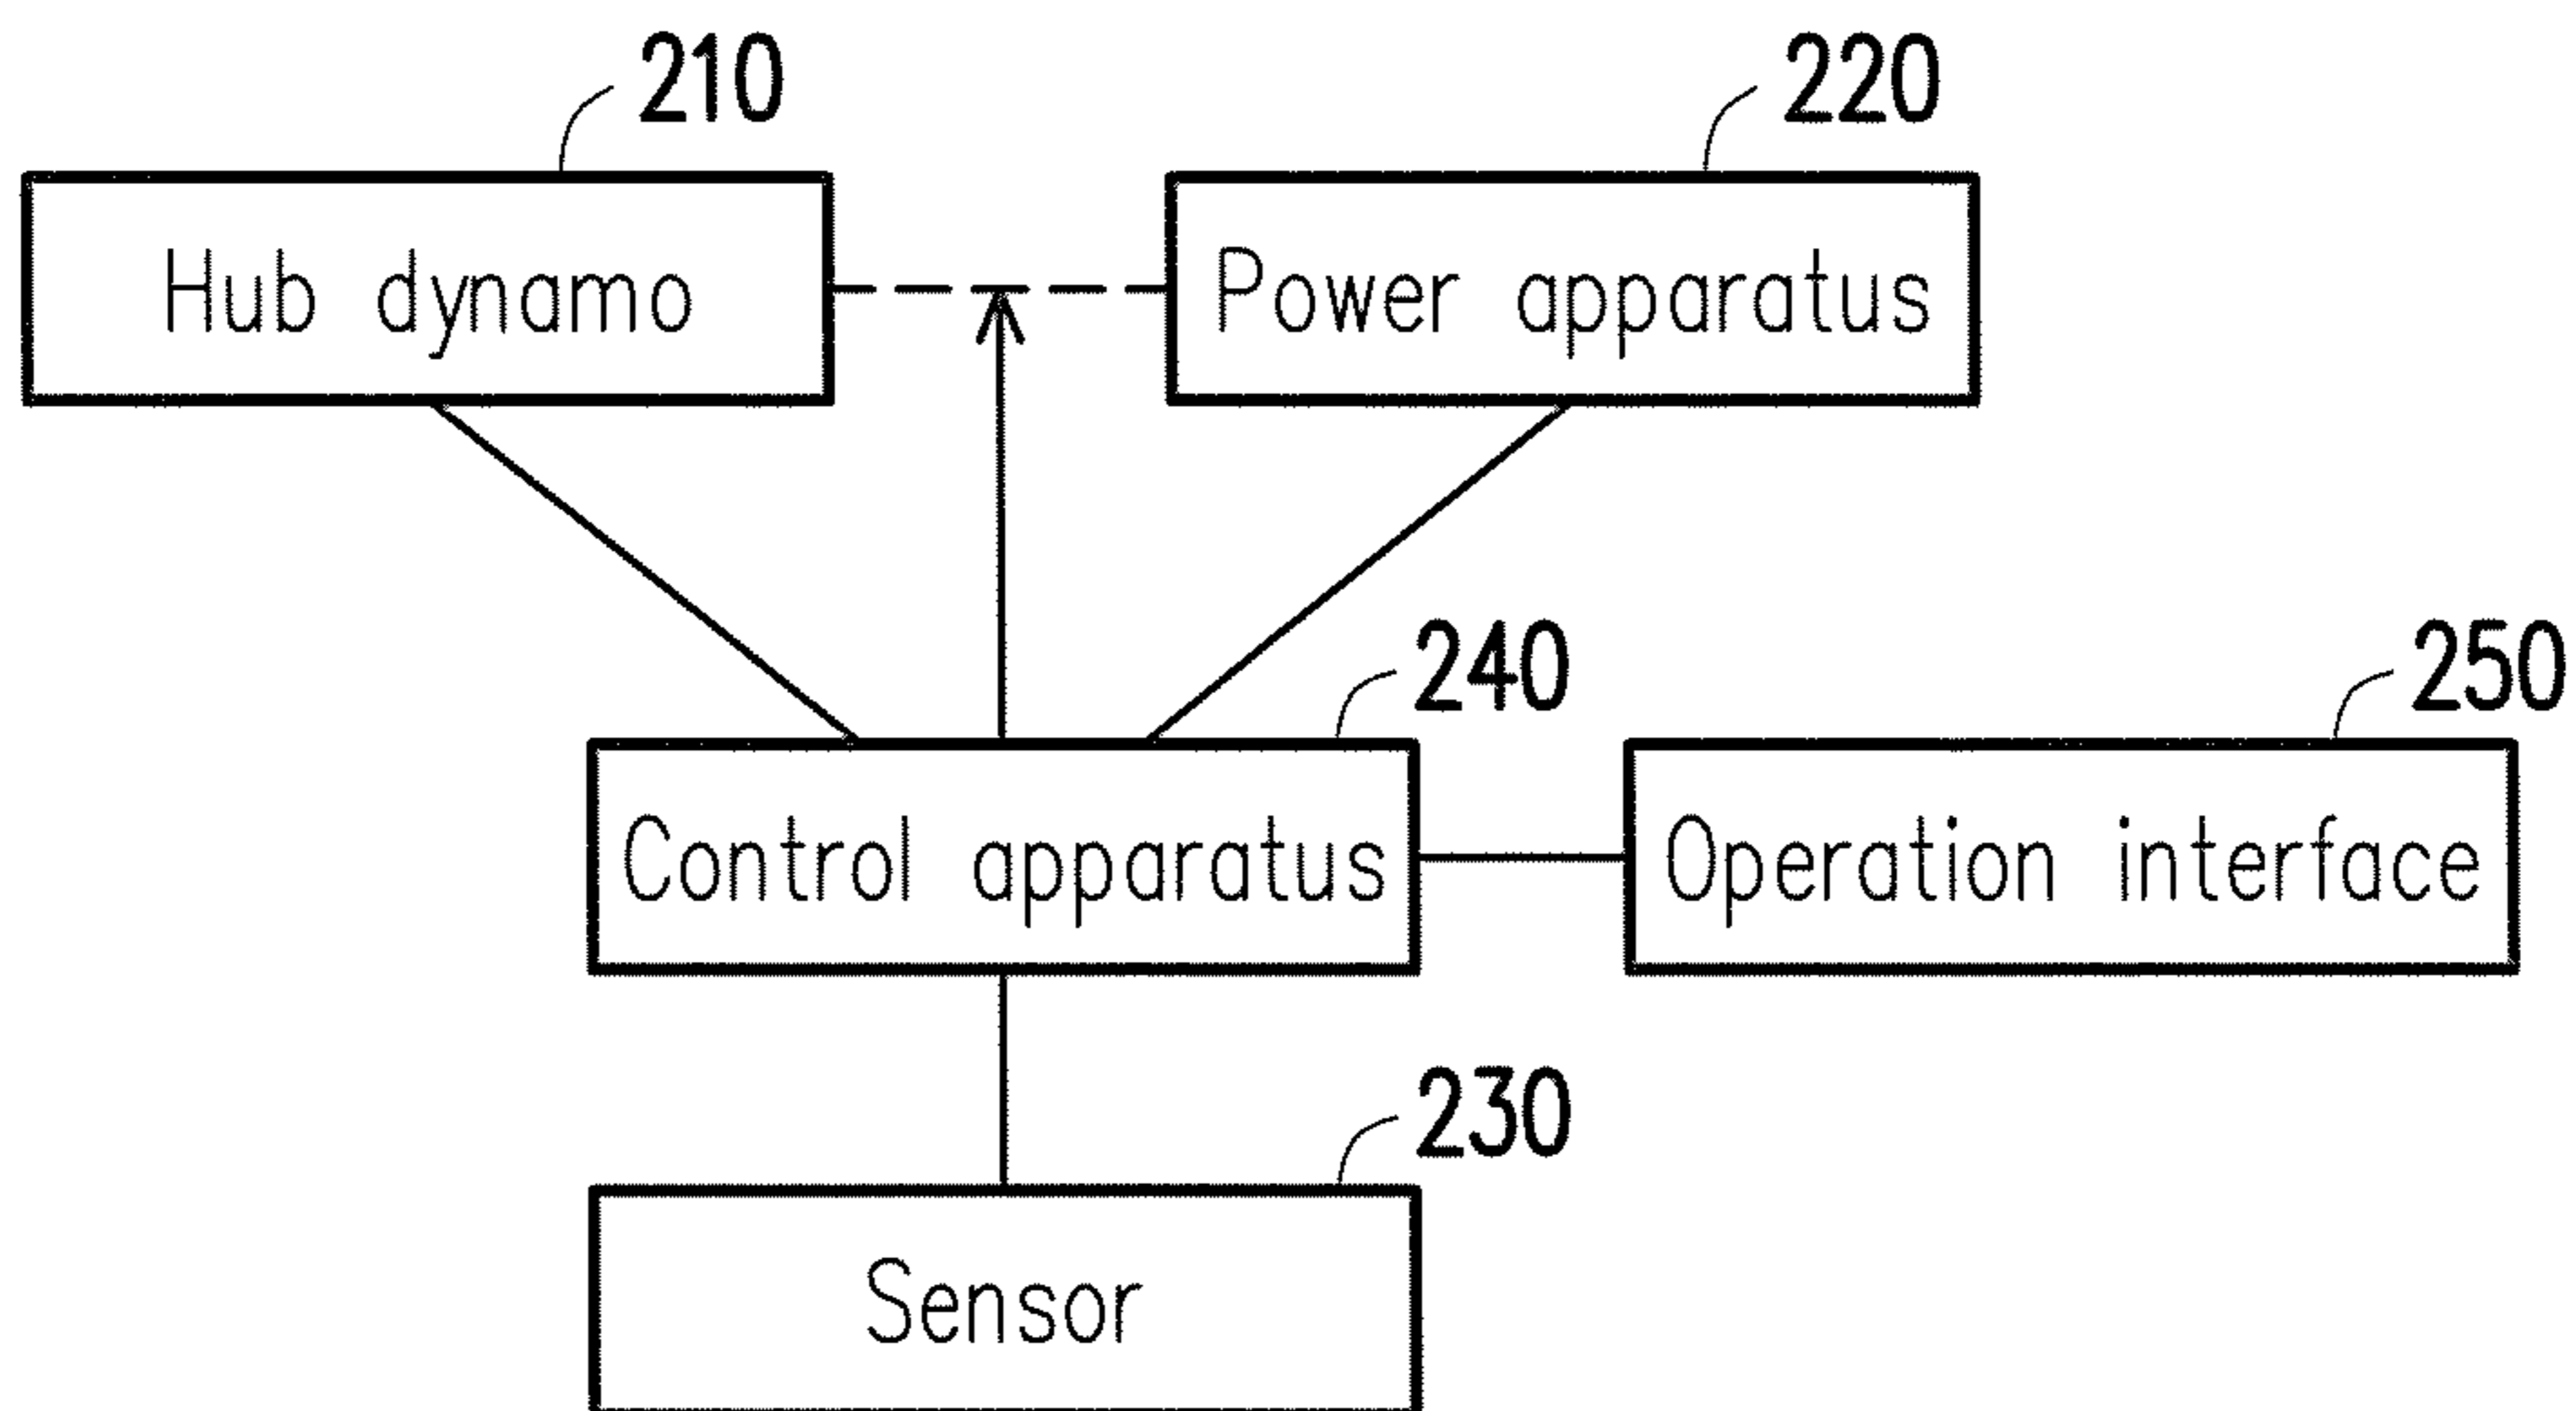 210
220
Hub dynamo
Power apparatus
240
250
Control apparatus
Operation interface
230
Sensor